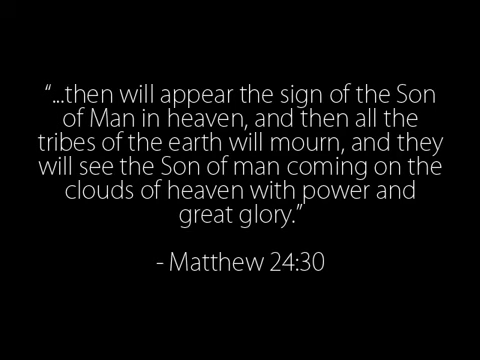 “...then will appear the sign of the Son
of Man in heaven, and then all the
tribes of the earth will mourn, and they
will see the Son of man coming on the
clouds of heaven with power and
great glory.”
- Matthew 24:30